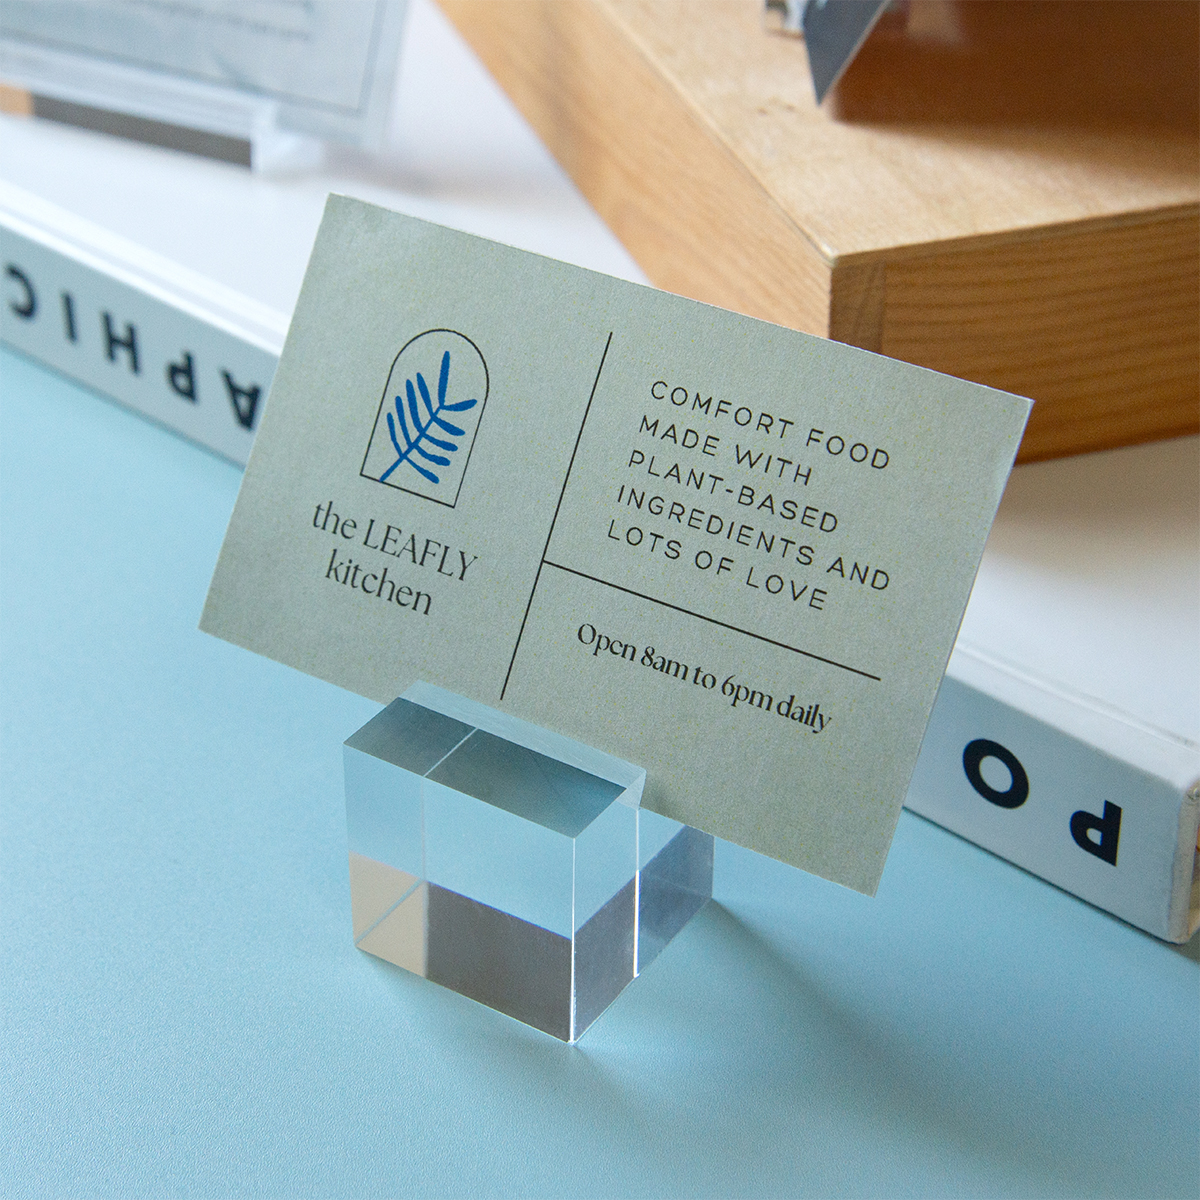 the LEAFLY
kitchen
COMFORT FOOD
MADE WITH
PLANT-BASED
INGREDIENTS AND
LOTS OF LOVE
Open 8am to 6pm daily
PO
APHIC